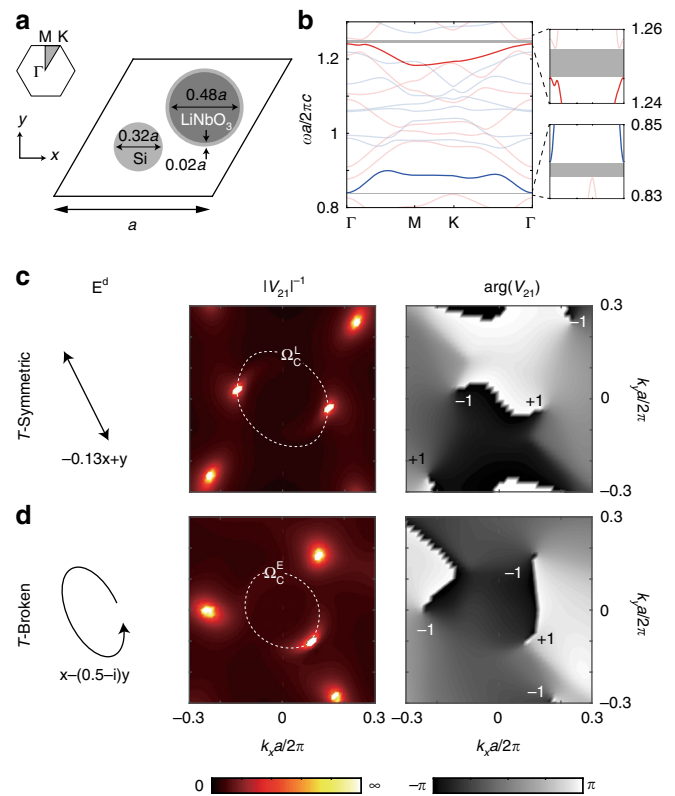 a
M K
Γ
y
x
0.48a
LiNbO3
0.32a
Si
0.02a
a
b
ωa/2πc
1.2
1
0.8
Γ M K Γ
1.26
1.24
0.85
0.83
c
E^d
|V21|⁻¹
arg(V21)
T-Symmetric
−0.13x+y
Ω_C^L
−1
−1
+1
+1
0.3
0
−0.3
kya/2π
d
T-Broken
x−(0.5−i)y
Ω_C^E
−1
−1
+1
−1
0.3
0
−0.3
kya/2π
−0.3 0 0.3
kxa/2π
−0.3 0 0.3
kxa/2π
0 ∞
−π π